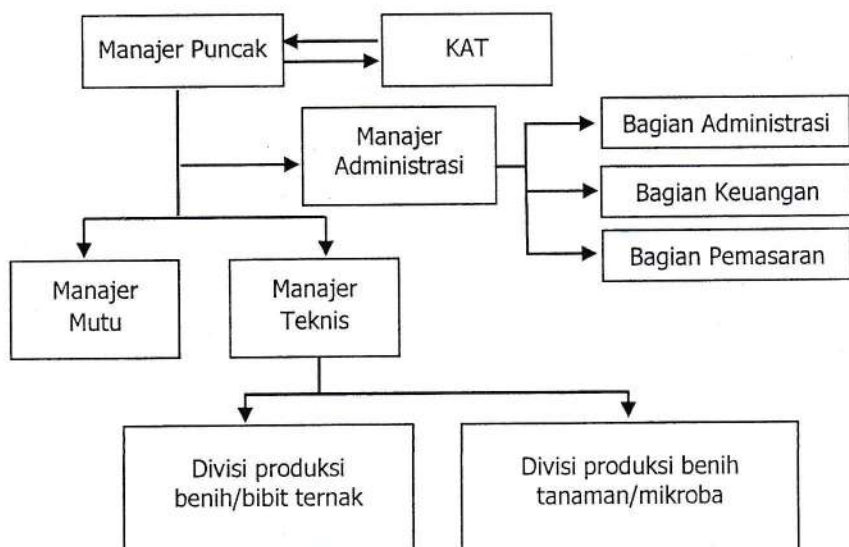 Manajer Puncak
KAT
Manajer
Administrasi
Bagian Administrasi
Bagian Keuangan
Bagian Pemasaran
Manajer
Mutu
Manajer
Teknis
Divisi produksi
benih/bibit ternak
Divisi produksi benih
tanaman/mikroba